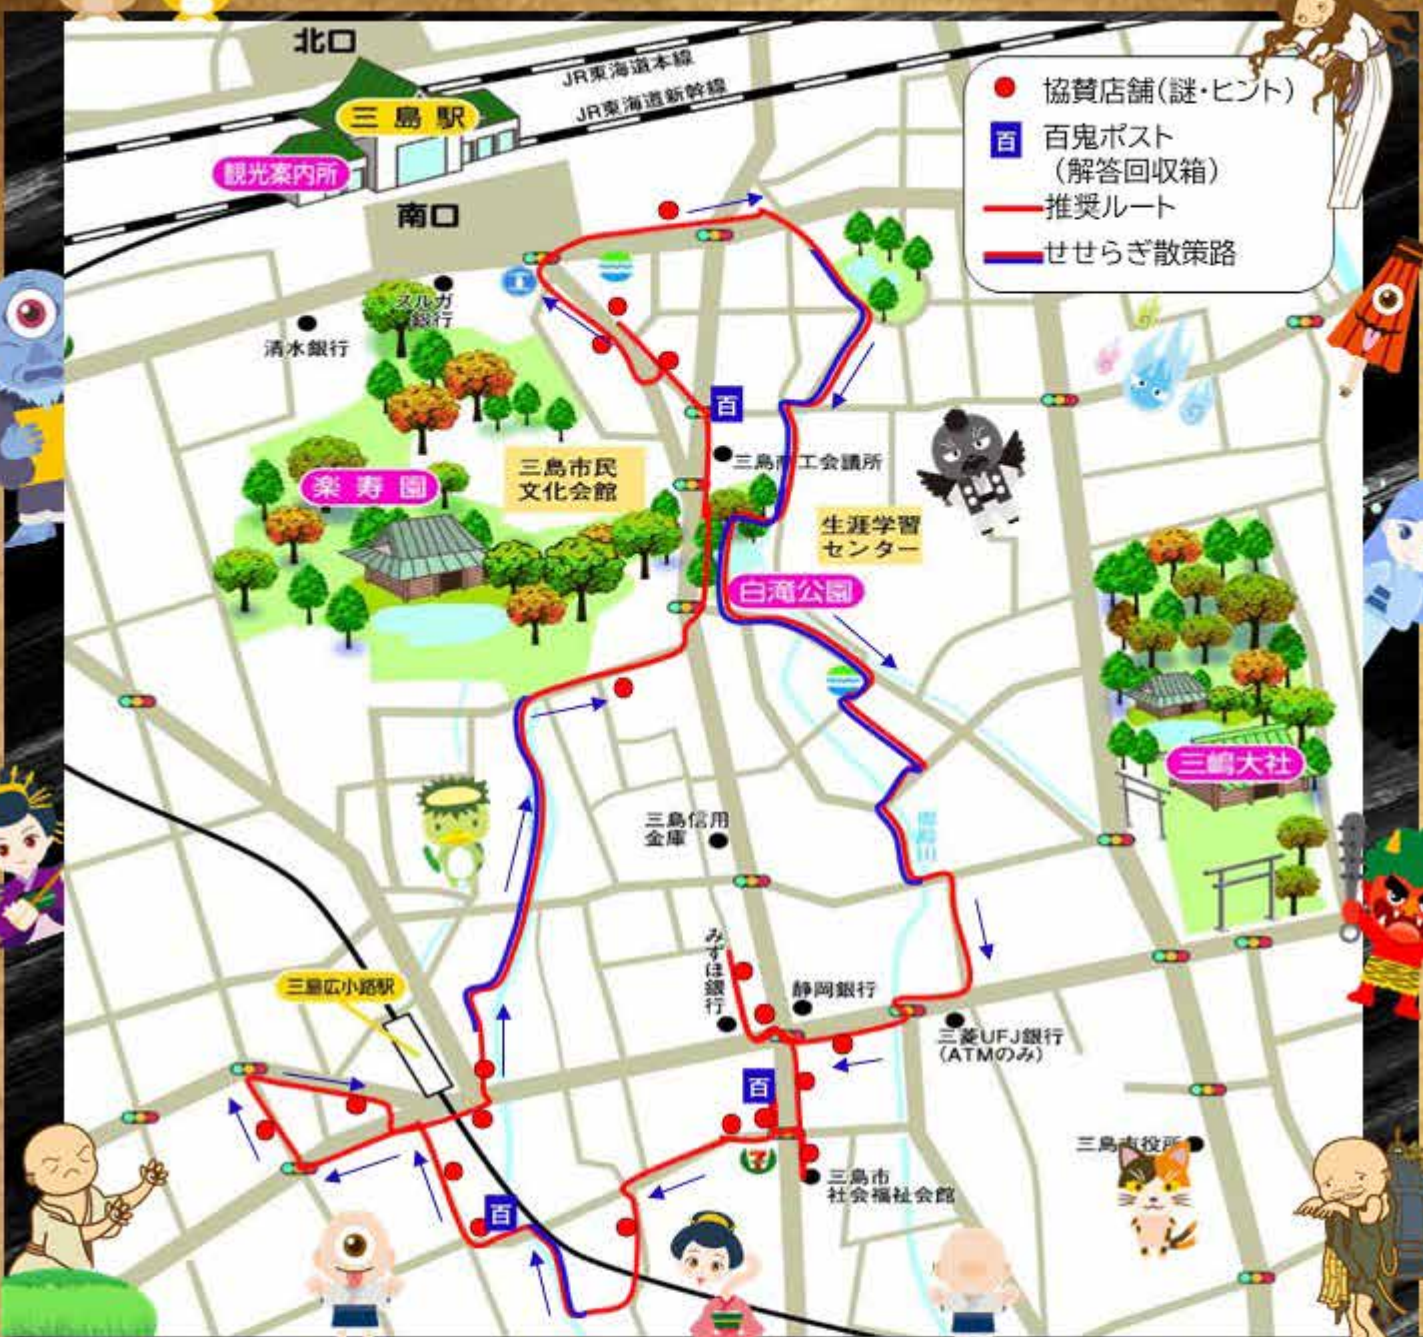 北口
JR東海道本線
JR東海道新幹線
三島駅
観光案内所
南口
協賛店舗(謎・ヒント)
百
百鬼ポスト
(解答回収箱)
推奨ルート
せせらぎ散策路
スルガ
銀行
清水銀行
百
三島商工会議所
三島市民
文化会館
楽寿園
生涯学習
センター
白滝公園
三嶋大社
三島信用
金庫
みずほ銀行
静岡銀行
三島広小路駅
三菱UFJ銀行
(ATMのみ)
百
三島市役所
7
三島市
社会福祉会館
百